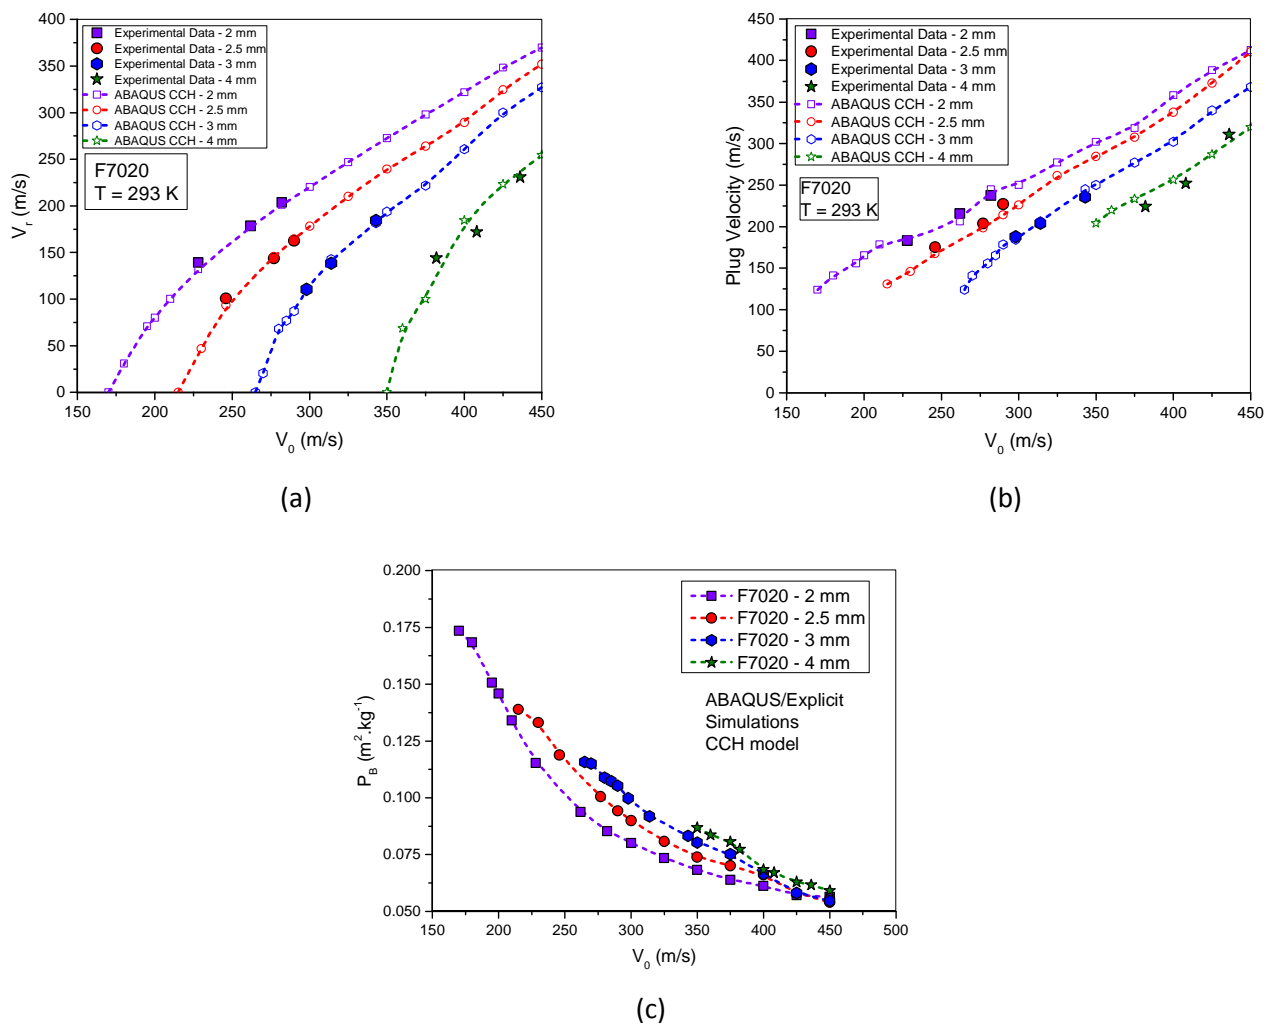 400
350
300
250
200
150
100
50
0
V_r (m/s)
Experimental Data - 2 mm
Experimental Data - 2.5 mm
Experimental Data - 3 mm
Experimental Data - 4 mm
ABAQUS CCH - 2 mm
ABAQUS CCH - 2.5 mm
ABAQUS CCH - 3 mm
ABAQUS CCH - 4 mm
F7020
T = 293 K
150 200 250 300 350 400 450
V_0 (m/s)
(a)
450
400
350
300
250
200
150
100
50
0
Plug Velocity (m/s)
Experimental Data - 2 mm
Experimental Data - 2.5 mm
Experimental Data - 3 mm
Experimental Data - 4 mm
ABAQUS CCH - 2 mm
ABAQUS CCH - 2.5 mm
ABAQUS CCH - 3 mm
ABAQUS CCH - 4 mm
F7020
T = 293 K
150 200 250 300 350 400 450
V_0 (m/s)
(b)
0.200
0.175
0.150
0.125
0.100
0.075
0.050
P_B (m².kg⁻¹)
F7020 - 2 mm
F7020 - 2.5 mm
F7020 - 3 mm
F7020 - 4 mm
ABAQUS/Explicit
Simulations
CCH model
150 200 250 300 350 400 450 500
V_0 (m/s)
(c)